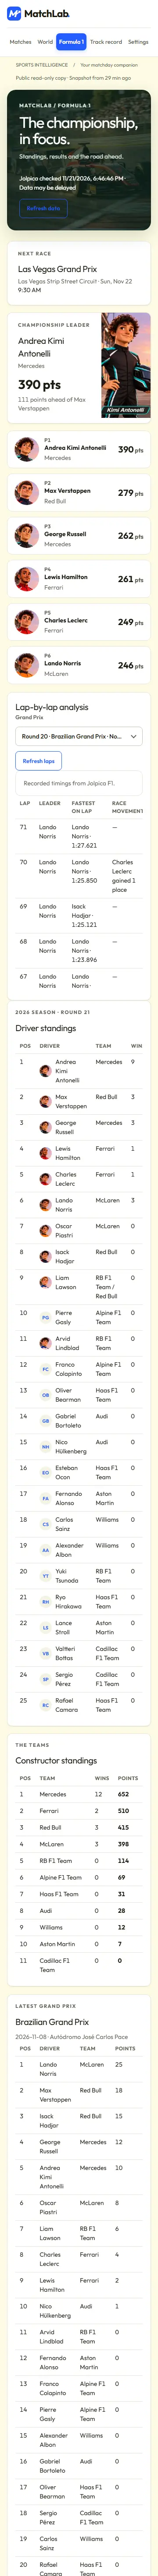 MatchLab.
Matches World Formula 1 Track record Settings
SPORTS INTELLIGENCE / Your matchday companion
Public read-only copy · Snapshot from 29 min ago
MATCHLAB / FORMULA 1
The championship,
in focus.
Standings, results and the road ahead.
Jolpica checked 11/21/2026, 6:46:46 PM ·
Data may be delayed
Refresh data
NEXT RACE
Las Vegas Grand Prix
Las Vegas Strip Street Circuit · Sun, Nov 22
9:30 AM
CHAMPIONSHIP LEADER
Andrea Kimi
Antonelli
Mercedes
390 pts
111 points ahead of Max
Verstappen
Kimi Antonelli
P1
Andrea Kimi Antonelli
Mercedes
390 pts
P2
Max Verstappen
Red Bull
279 pts
P3
George Russell
Mercedes
262 pts
P4
Lewis Hamilton
Ferrari
261 pts
P5
Charles Leclerc
Ferrari
249 pts
P6
Lando Norris
McLaren
246 pts
Lap-by-lap analysis
Grand Prix
Round 20 · Brazilian Grand Prix · No...
Refresh laps
Recorded timings from Jolpica F1.
LAP LEADER FASTEST ON LAP RACE MOVEMENT
71 Lando Norris Lando Norris · 1:27.621 —
70 Lando Norris Lando Norris · 1:25.850 Charles Leclerc gained 1 place
69 Lando Norris Isack Hadjar · 1:25.121 —
68 Lando Norris Lando Norris · 1:23.896 —
67 Lando Norris Lando Norris · —
2026 SEASON · ROUND 21
Driver standings
POS DRIVER TEAM WIN
1 Andrea Kimi Antonelli Mercedes 9
2 Max Verstappen Red Bull 3
3 George Russell Mercedes 3
4 Lewis Hamilton Ferrari 1
5 Charles Leclerc Ferrari 1
6 Lando Norris McLaren 3
7 Oscar Piastri McLaren 0
8 Isack Hadjar Red Bull 0
9 Liam Lawson RB F1 Team / Red Bull 0
10 PG Pierre Gasly Alpine F1 Team 0
11 Arvid Lindblad RB F1 Team 0
12 FC Franco Colapinto Alpine F1 Team 0
13 OB Oliver Bearman Haas F1 Team 0
14 GB Gabriel Bortoleto Audi 0
15 NH Nico Hülkenberg Audi 0
16 EO Esteban Ocon Haas F1 Team 0
17 FA Fernando Alonso Aston Martin 0
18 CS Carlos Sainz Williams 0
19 AA Alexander Albon Williams 0
20 YT Yuki Tsunoda RB F1 Team 0
21 RH Ryo Hirakawa Haas F1 Team 0
22 LS Lance Stroll Aston Martin 0
23 VB Valtteri Bottas Cadillac F1 Team 0
24 SP Sergio Pérez Cadillac F1 Team 0
25 RC Rafael Camara Haas F1 Team 0
THE TEAMS
Constructor standings
POS TEAM WINS POINTS
1 Mercedes 12 652
2 Ferrari 2 510
3 Red Bull 3 415
4 McLaren 3 398
5 RB F1 Team 0 114
6 Alpine F1 Team 0 69
7 Haas F1 Team 0 31
8 Audi 0 28
9 Williams 0 12
10 Aston Martin 0 7
11 Cadillac F1 Team 0 0
LATEST GRAND PRIX
Brazilian Grand Prix
2026-11-08 · Autódromo José Carlos Pace
POS DRIVER TEAM POINTS
1 Lando Norris McLaren 25
2 Max Verstappen Red Bull 18
3 Isack Hadjar Red Bull 15
4 George Russell Mercedes 12
5 Andrea Kimi Antonelli Mercedes 10
6 Oscar Piastri McLaren 8
7 Liam Lawson RB F1 Team 6
8 Charles Leclerc Ferrari 4
9 Lewis Hamilton Ferrari 2
10 Nico Hülkenberg Audi 1
11 Arvid Lindblad RB F1 Team 0
12 Fernando Alonso Aston Martin 0
13 Franco Colapinto Alpine F1 Team 0
14 Pierre Gasly Alpine F1 Team 0
15 Alexander Albon Williams 0
16 Gabriel Bortoleto Audi 0
17 Oliver Bearman Haas F1 Team 0
18 Sergio Pérez Cadillac F1 Team 0
19 Carlos Sainz Williams 0
20 Rafael Camara Haas F1 Team 0